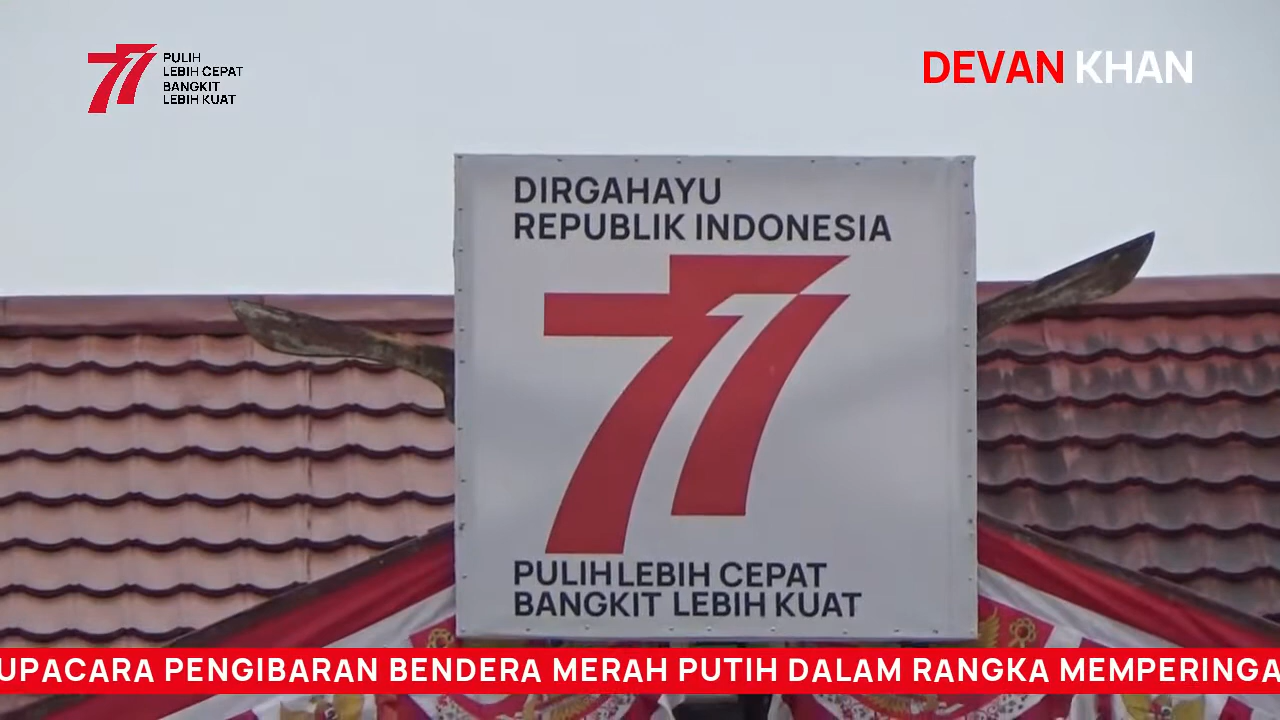 77
PULIH
LEBIH CEPAT
BANGKIT
LEBIH KUAT
DEVAN KHAN
DIRGAHAYU
REPUBLIK INDONESIA
77
PULIH LEBIH CEPAT
BANGKIT LEBIH KUAT
UPACARA PENGIBARAN BENDERA MERAH PUTIH DALAM RANGKA MEMPERINGA